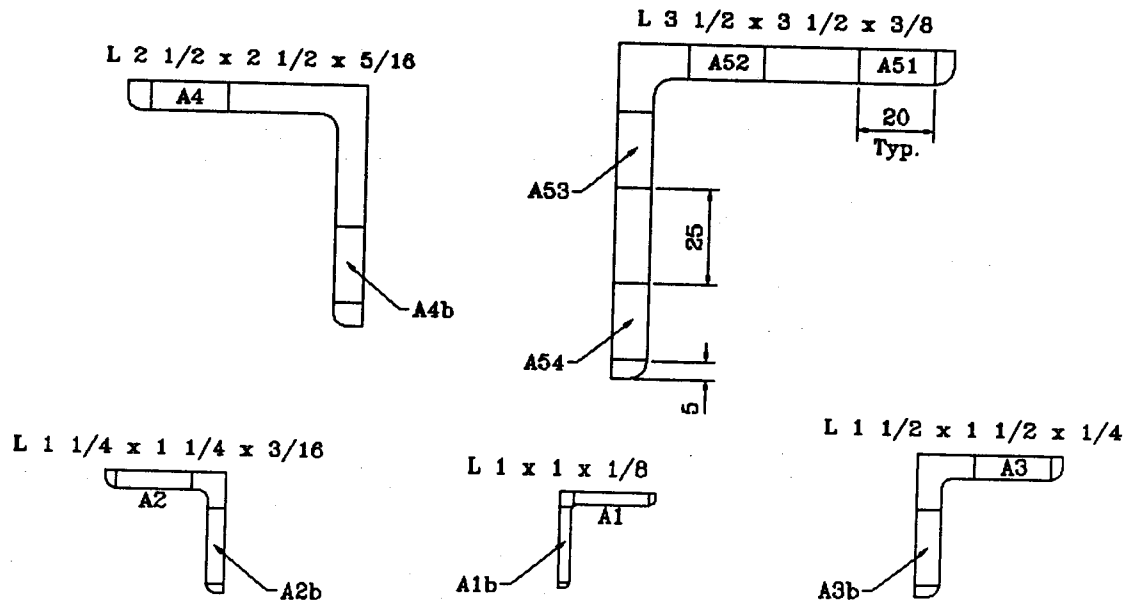 L 3 1/2 x 3 1/2 x 3/8
L 2 1/2 x 2 1/2 x 5/16
A4
A52
A51
20
Typ.
A53
25
A4b
A54
5
L 1 1/4 x 1 1/4 x 3/16
L 1 x 1 x 1/8
L 1 1/2 x 1 1/2 x 1/4
A2
A1
A3
A2b
A1b
A3b